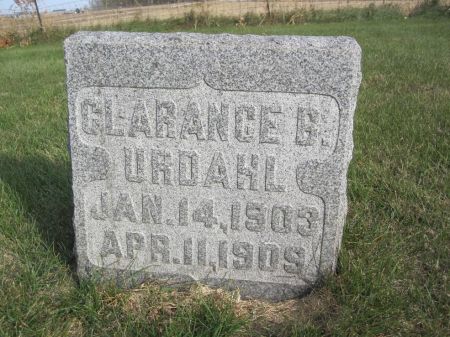 CLARANCE G.
URDAHL
JAN. 14, 1903
APR. 11, 1909